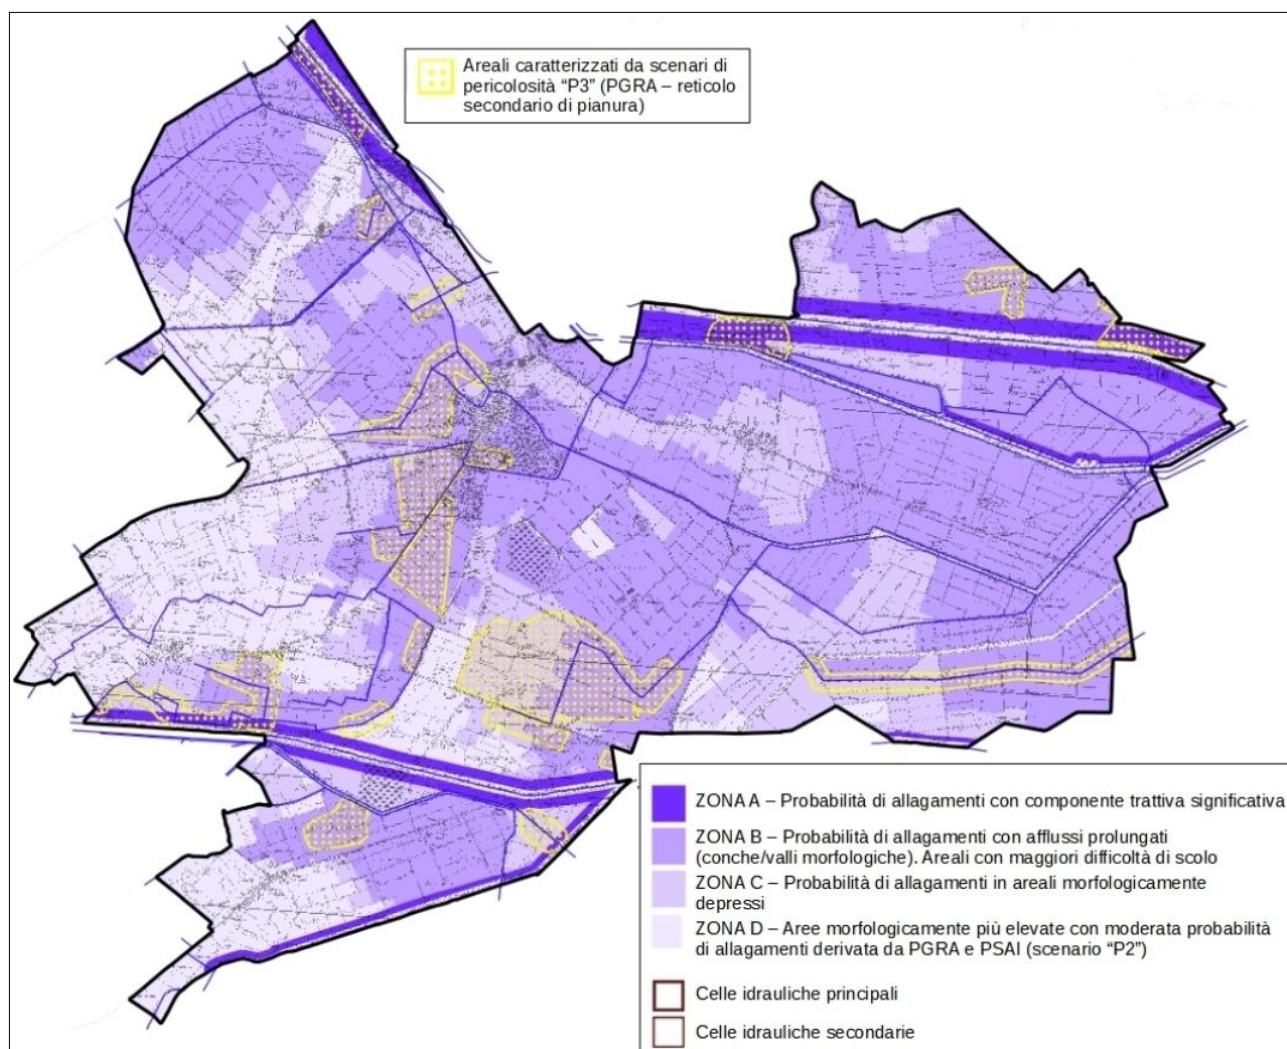 Areali caratterizzati da scenari di
pericolosità “P3” (PGRA – reticolo
secondario di pianura)
ZONA A – Probabilità di allagamenti con componente trattiva significativa
ZONA B – Probabilità di allagamenti con afflussi prolungati
(conche/valli morfologiche). Areali con maggiori difficoltà di scolo
ZONA C – Probabilità di allagamenti in areali morfologicamente
depressi
ZONA D – Aree morfologicamente più elevate con moderata probabilità
di allagamenti derivata da PGRA e PSAI (scenario “P2”)
Celle idrauliche principali
Celle idrauliche secondarie